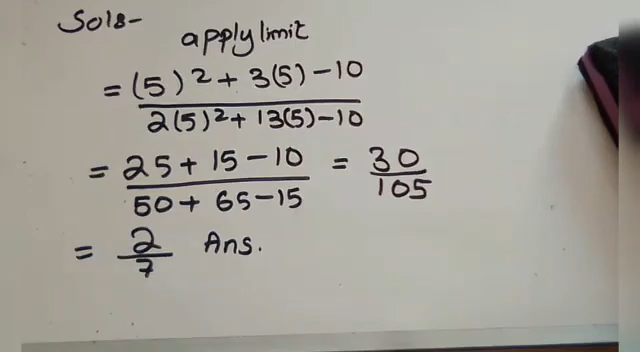 Sol:-
apply limit
= (5)² + 3(5) - 10 / 2(5)² + 13(5) - 10
= 25 + 15 - 10 / 50 + 65 - 15 = 30 / 105
= 2 / 7 Ans.